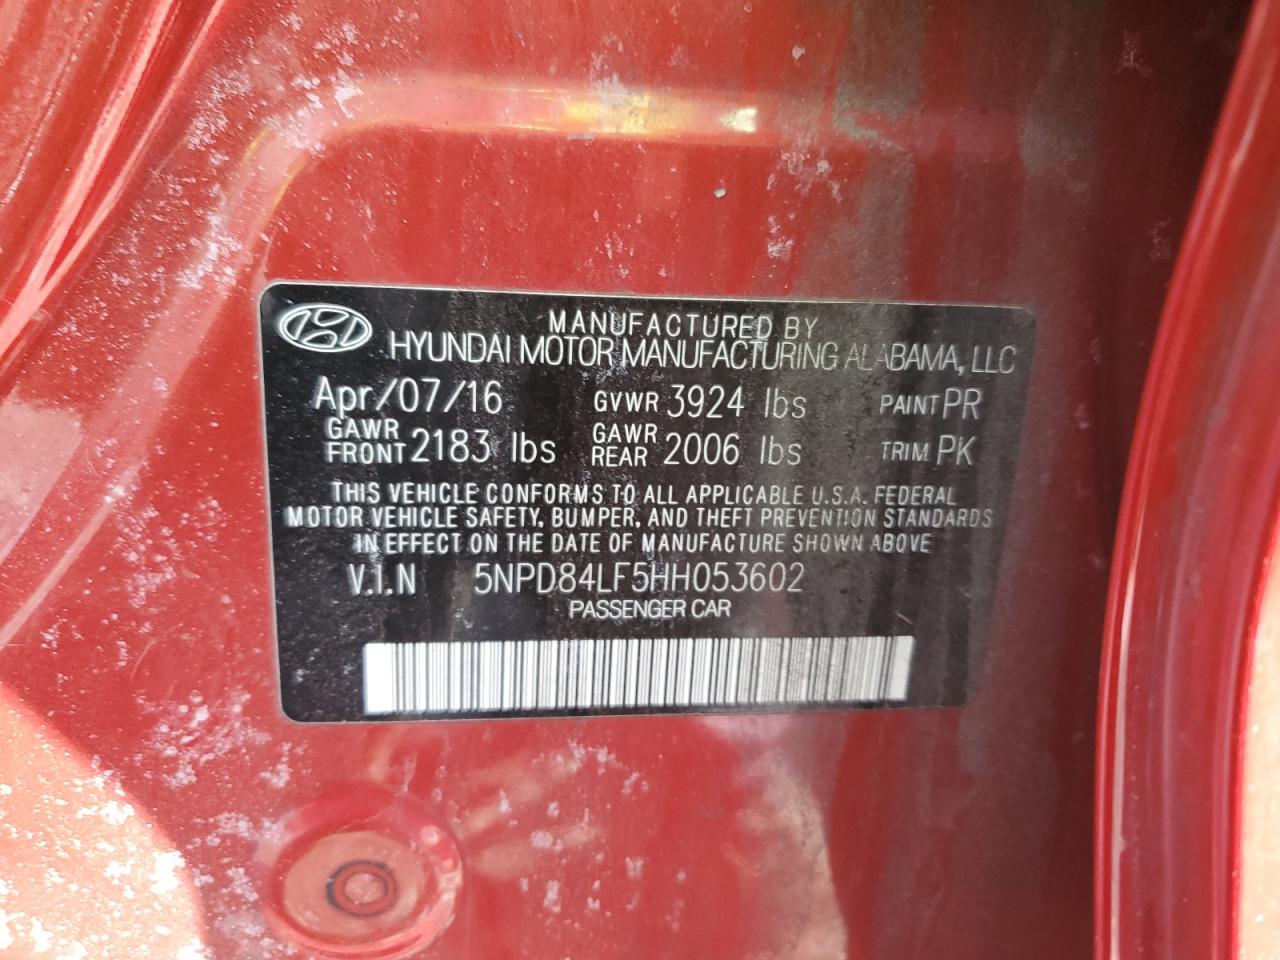 MANUFACTURED BY
HYUNDAI MOTOR MANUFACTURING ALABAMA, LLC
Apr/07/16 GVWR 3924 lbs PAINT PR
GAWR FRONT 2183 lbs GAWR REAR 2006 lbs TRIM PK
THIS VEHICLE CONFORMS TO ALL APPLICABLE U.S.A. FEDERAL
MOTOR VEHICLE SAFETY, BUMPER, AND THEFT PREVENTION STANDARDS
IN EFFECT ON THE DATE OF MANUFACTURE SHOWN ABOVE
V.I.N 5NPD84LF5HH053602
PASSENGER CAR